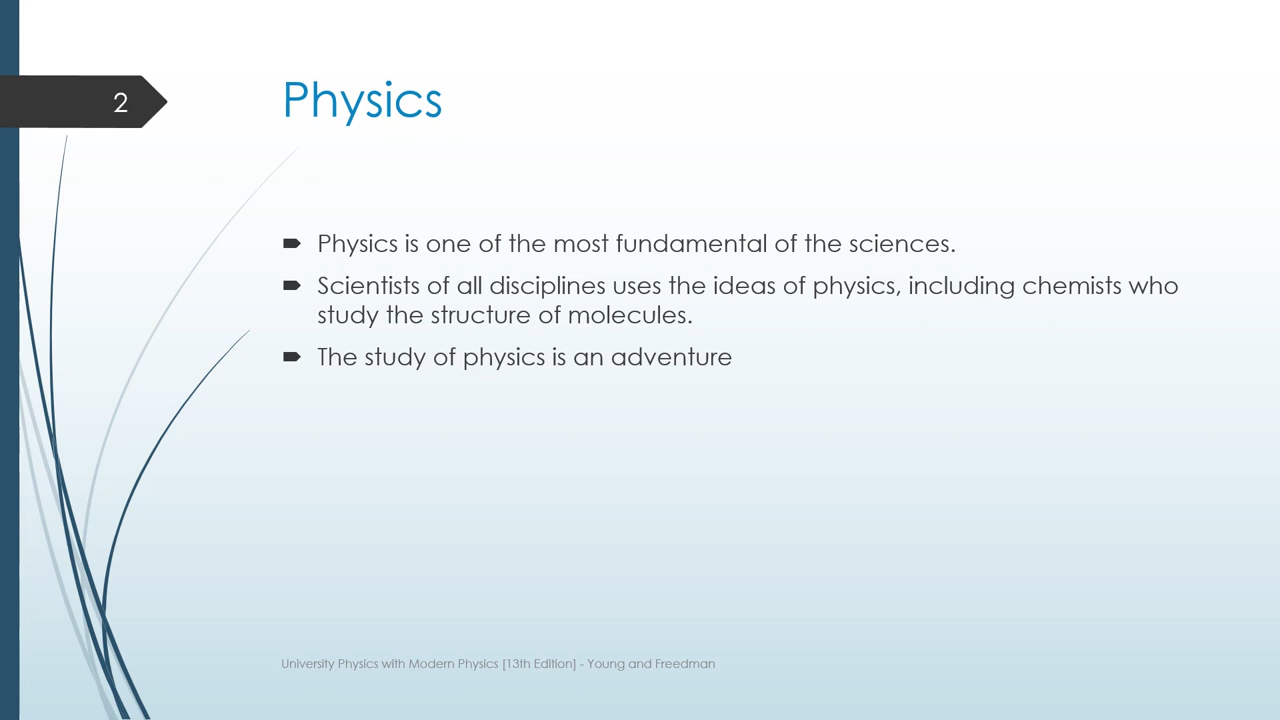 2
Physics
Physics is one of the most fundamental of the sciences.
Scientists of all disciplines uses the ideas of physics, including chemists who
study the structure of molecules.
The study of physics is an adventure
University Physics with Modern Physics [13th Edition] - Young and Freedman